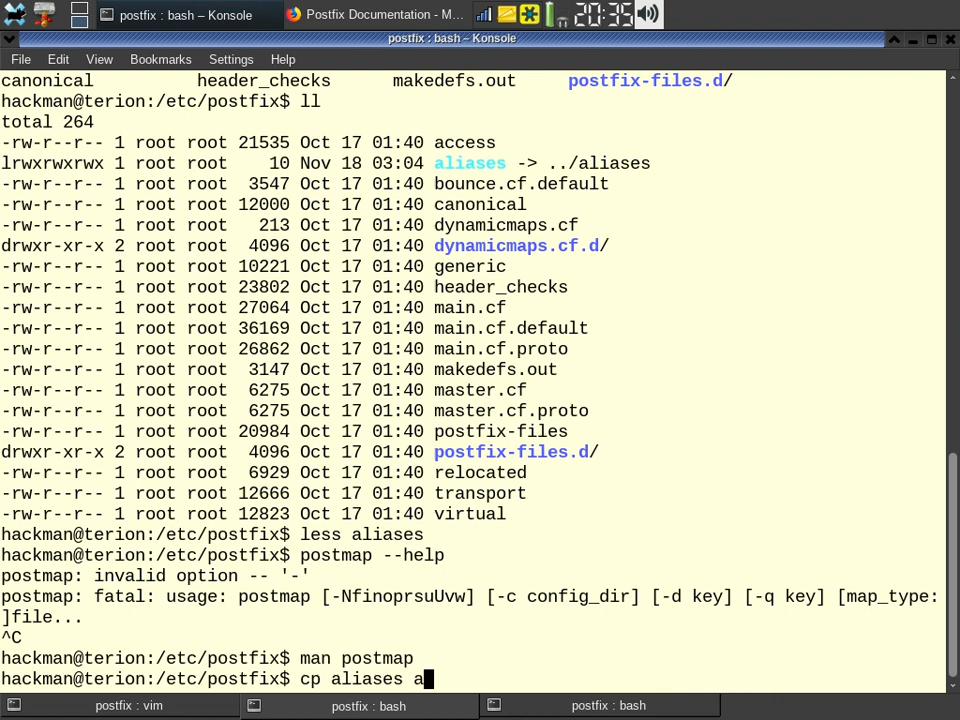 postfix : bash – Konsole
Postfix Documentation - M...
20:35
postfix : bash – Konsole
File Edit View Bookmarks Settings Help
canonical header_checks makedefs.out postfix-files.d/
hackman@terion:/etc/postfix$ ll
total 264
-rw-r--r-- 1 root root 21535 Oct 17 01:40 access
lrwxrwxrwx 1 root root 10 Nov 18 03:04 aliases -> ../aliases
-rw-r--r-- 1 root root 3547 Oct 17 01:40 bounce.cf.default
-rw-r--r-- 1 root root 12000 Oct 17 01:40 canonical
-rw-r--r-- 1 root root 213 Oct 17 01:40 dynamicmaps.cf
drwxr-xr-x 2 root root 4096 Oct 17 01:40 dynamicmaps.cf.d/
-rw-r--r-- 1 root root 10221 Oct 17 01:40 generic
-rw-r--r-- 1 root root 23802 Oct 17 01:40 header_checks
-rw-r--r-- 1 root root 27064 Oct 17 01:40 main.cf
-rw-r--r-- 1 root root 36169 Oct 17 01:40 main.cf.default
-rw-r--r-- 1 root root 26862 Oct 17 01:40 main.cf.proto
-rw-r--r-- 1 root root 3147 Oct 17 01:40 makedefs.out
-rw-r--r-- 1 root root 6275 Oct 17 01:40 master.cf
-rw-r--r-- 1 root root 6275 Oct 17 01:40 master.cf.proto
-rw-r--r-- 1 root root 20984 Oct 17 01:40 postfix-files
drwxr-xr-x 2 root root 4096 Oct 17 01:40 postfix-files.d/
-rw-r--r-- 1 root root 6929 Oct 17 01:40 relocated
-rw-r--r-- 1 root root 12666 Oct 17 01:40 transport
-rw-r--r-- 1 root root 12823 Oct 17 01:40 virtual
hackman@terion:/etc/postfix$ less aliases
hackman@terion:/etc/postfix$ postmap --help
postmap: invalid option -- '-'
postmap: fatal: usage: postmap [-NfinoprsuUvw] [-c config_dir] [-d key] [-q key] [map_type:
]file...
^C
hackman@terion:/etc/postfix$ man postmap
hackman@terion:/etc/postfix$ cp aliases a
postfix : vim
postfix : bash
postfix : bash